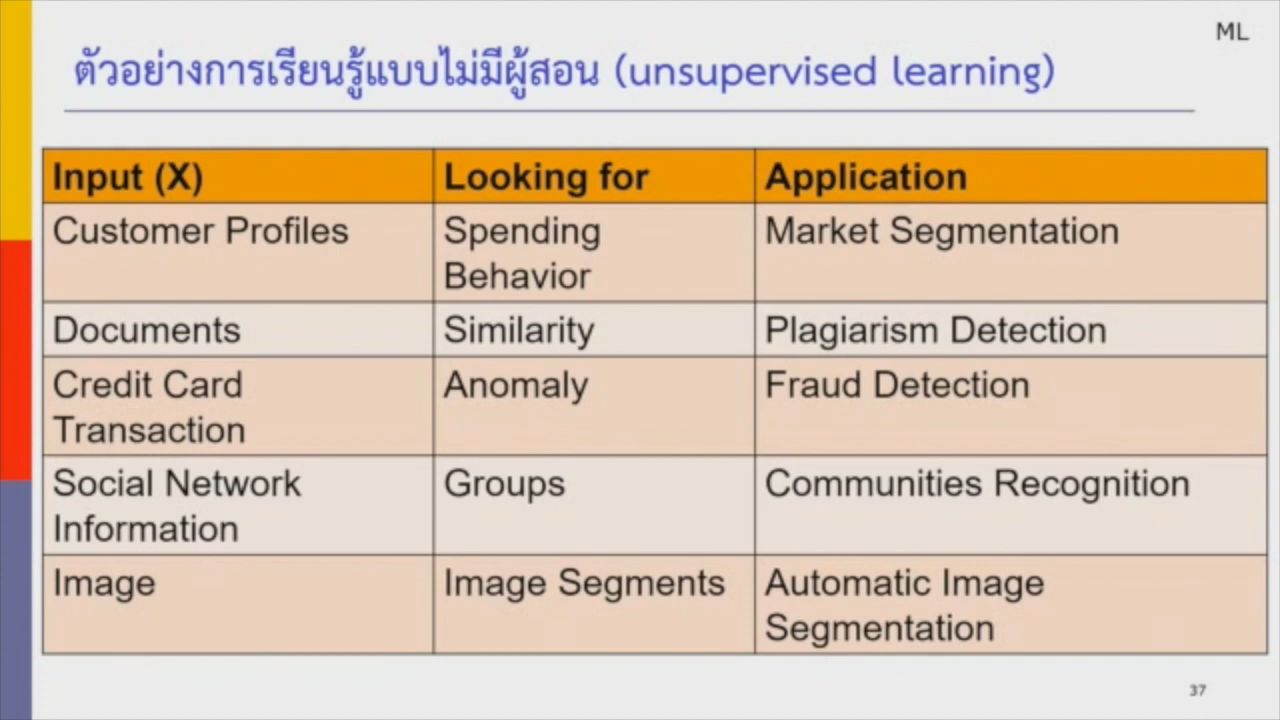 ML
ตัวอย่างการเรียนรู้แบบไม่มีผู้สอน (unsupervised learning)
Input (X) Looking for Application
Customer Profiles Spending Behavior Market Segmentation
Documents Similarity Plagiarism Detection
Credit Card Transaction Anomaly Fraud Detection
Social Network Information Groups Communities Recognition
Image Image Segments Automatic Image Segmentation
37